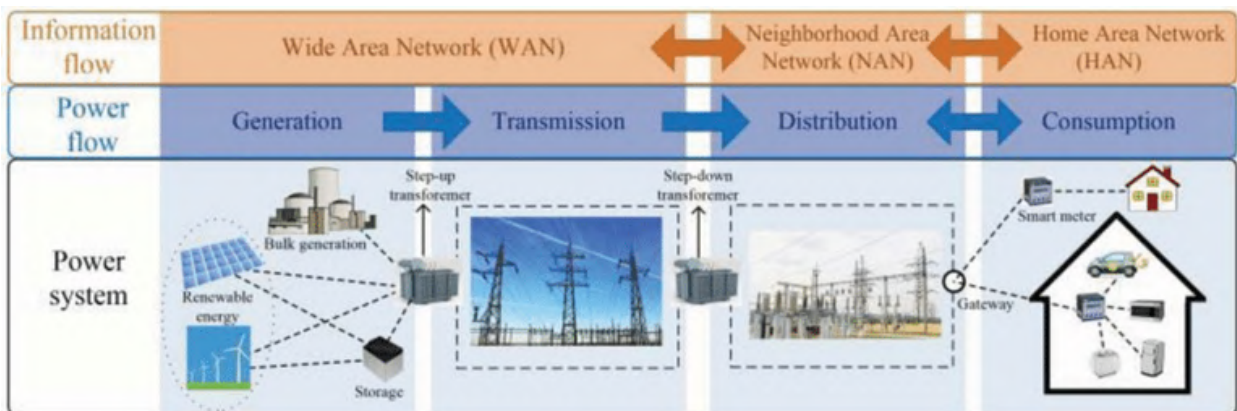 Information
flow
Wide Area Network (WAN)
Neighborhood Area
Network (NAN)
Home Area Network
(HAN)
Power
flow
Generation
Transmission
Distribution
Consumption
Power
system
Bulk generation
Renewable
energy
Storage
Step-up
transforemer
Step-down
transforemer
Gateway
Smart meter